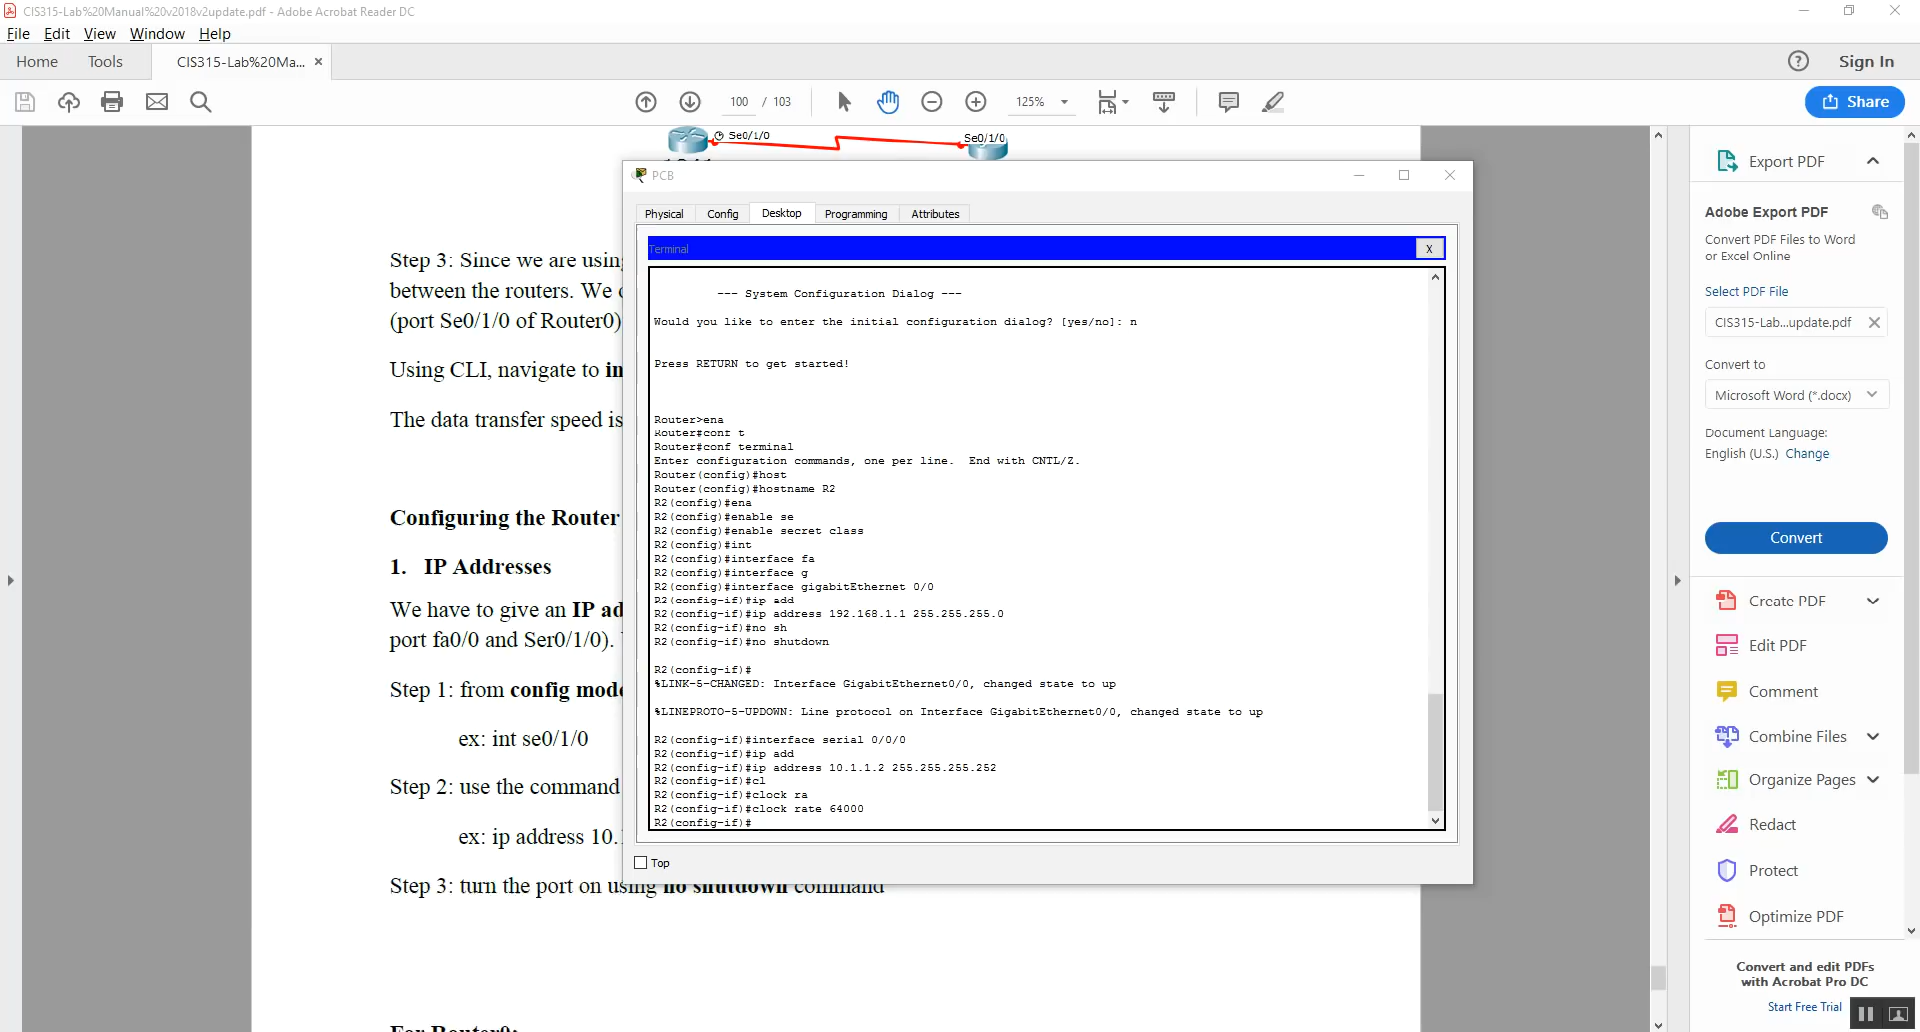 CIS315-Lab%20Manual%20v2018v2update.pdf - Adobe Acrobat Reader DC
File Edit View Window Help
Home Tools CIS315-Lab%20Ma... × Sign In
100 / 103 125% Share
Se0/1/0 Se0/1/0
PCB
Physical Config Desktop Programming Attributes
Terminal X
--- System Configuration Dialog ---
Would you like to enter the initial configuration dialog? [yes/no]: n
Press RETURN to get started!
Router>ena
Router#conf t
Router#conf terminal
Enter configuration commands, one per line.  End with CNTL/Z.
Router(config)#host
Router(config)#hostname R2
R2(config)#ena
R2(config)#enable se
R2(config)#enable secret class
R2(config)#int
R2(config)#interface fa
R2(config)#interface g
R2(config)#interface gigabitEthernet 0/0
R2(config-if)#ip add
R2(config-if)#ip address 192.168.1.1 255.255.255.0
R2(config-if)#no sh
R2(config-if)#no shutdown
R2(config-if)#
%LINK-5-CHANGED: Interface GigabitEthernet0/0, changed state to up
%LINEPROTO-5-UPDOWN: Line protocol on Interface GigabitEthernet0/0, changed state to up
R2(config-if)#interface serial 0/0/0
R2(config-if)#ip add
R2(config-if)#ip address 10.1.1.2 255.255.255.252
R2(config-if)#cl
R2(config-if)#clock ra
R2(config-if)#clock rate 64000
R2(config-if)#
Top
Step 3: Since we are using
between the routers. We
(port Se0/1/0 of Router0)
Using CLI, navigate to
The data transfer speed is
Configuring the Router
1. IP Addresses
We have to give an IP
port fa0/0 and Ser0/1/0).
Step 1: from config
ex: int se0/1/0
Step 2: use the command
ex: ip address 10.
Step 3: turn the port on using no shutdown command
For Router0:
Export PDF
Adobe Export PDF
Convert PDF Files to Word
or Excel Online
Select PDF File
CIS315-Lab...update.pdf
Convert to
Microsoft Word (*.docx)
Document Language:
English (U.S.) Change
Convert
Create PDF
Edit PDF
Comment
Combine Files
Organize Pages
Redact
Protect
Optimize PDF
Convert and edit PDFs
with Acrobat Pro DC
Start Free Trial